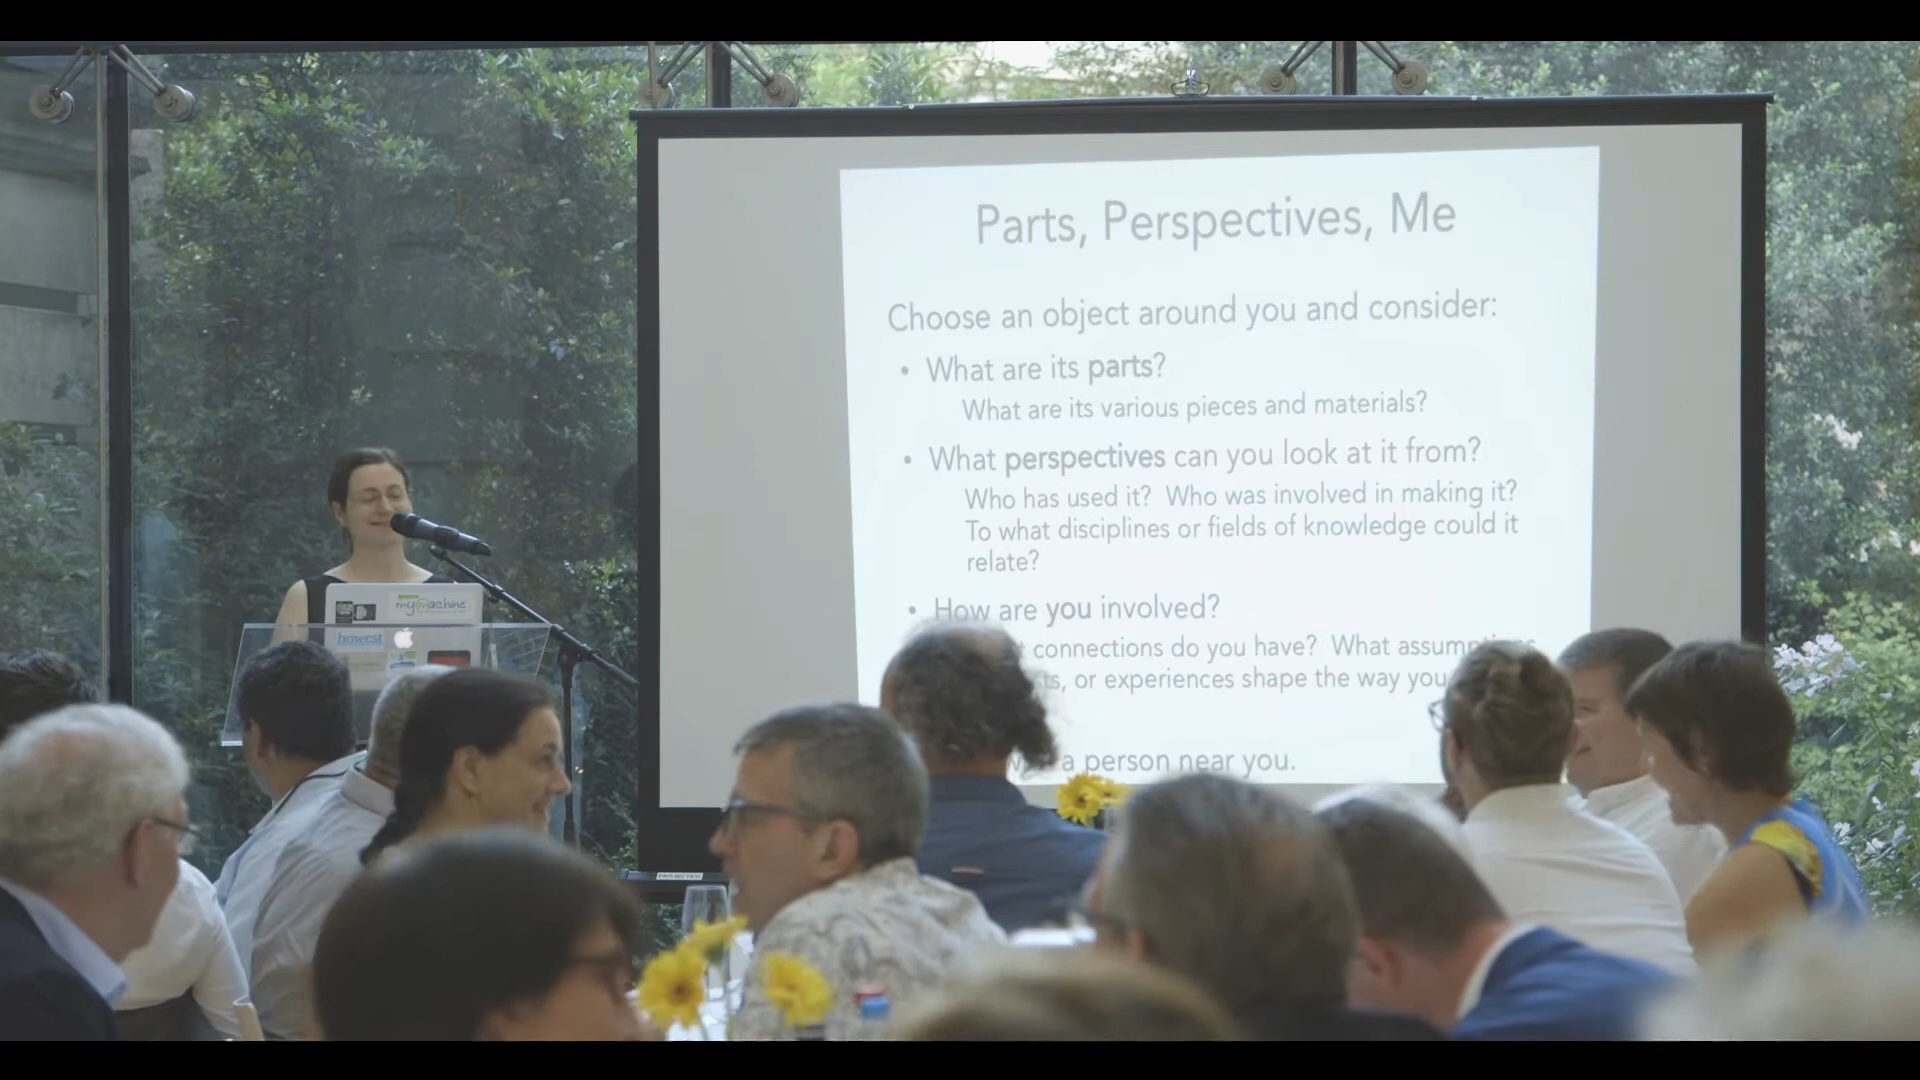 Parts, Perspectives, Me
Choose an object around you and consider:
• What are its parts?
What are its various pieces and materials?
• What perspectives can you look at it from?
Who has used it? Who was involved in making it?
To what disciplines or fields of knowledge could it
relate?
• How are you involved?
connections do you have? What
or experiences shape the way you
a person near you.
mymachine
howest